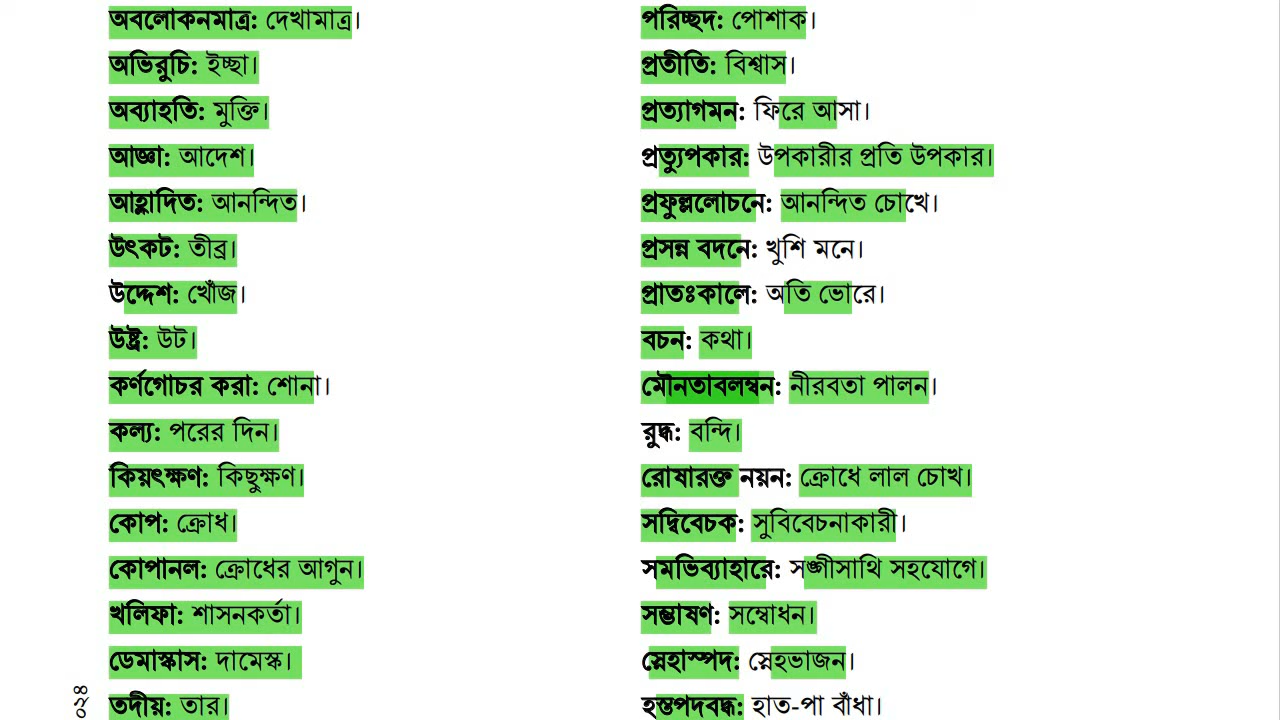 অবলোকনমাত্র: দেখামাত্র।
অভিরুচি: ইচ্ছা।
অব্যাহতি: মুক্তি।
আজ্ঞা: আদেশ।
আহ্লাদিত: আনন্দিত।
উৎকট: তীব্র।
উদ্দেশ: খোঁজ।
উষ্ট্র: উট।
কর্ণগোচর করা: শোনা।
কল্য: পরের দিন।
কিয়ৎক্ষণ: কিছুক্ষণ।
কোপ: ক্রোধ।
কোপানল: ক্রোধের আগুন।
খলিফা: শাসনকর্তা।
ডেমাস্কাস: দামেস্ক।
তদীয়: তার।
পরিচ্ছদ: পোশাক।
প্রতীতি: বিশ্বাস।
প্রত্যাগমন: ফিরে আসা।
প্রত্যুপকার: উপকারীর প্রতি উপকার।
প্রফুল্ললোচনে: আনন্দিত চোখে।
প্রসন্ন বদনে: খুশি মনে।
প্রাতঃকালে: অতি ভোরে।
বচন: কথা।
মৌনতাবলম্বন: নীরবতা পালন।
রুদ্ধ: বন্দি।
রোষারক্ত নয়ন: ক্রোধে লাল চোখ।
সদ্বিবেচক: সুবিবেচনাকারী।
সমভিব্যাহারে: সঙ্গীসাথি সহযোগে।
সম্ভাষণ: সম্বোধন।
স্নেহাস্পদ: স্নেহভাজন।
হস্তপদবদ্ধ: হাত-পা বাঁধা।
০২৪